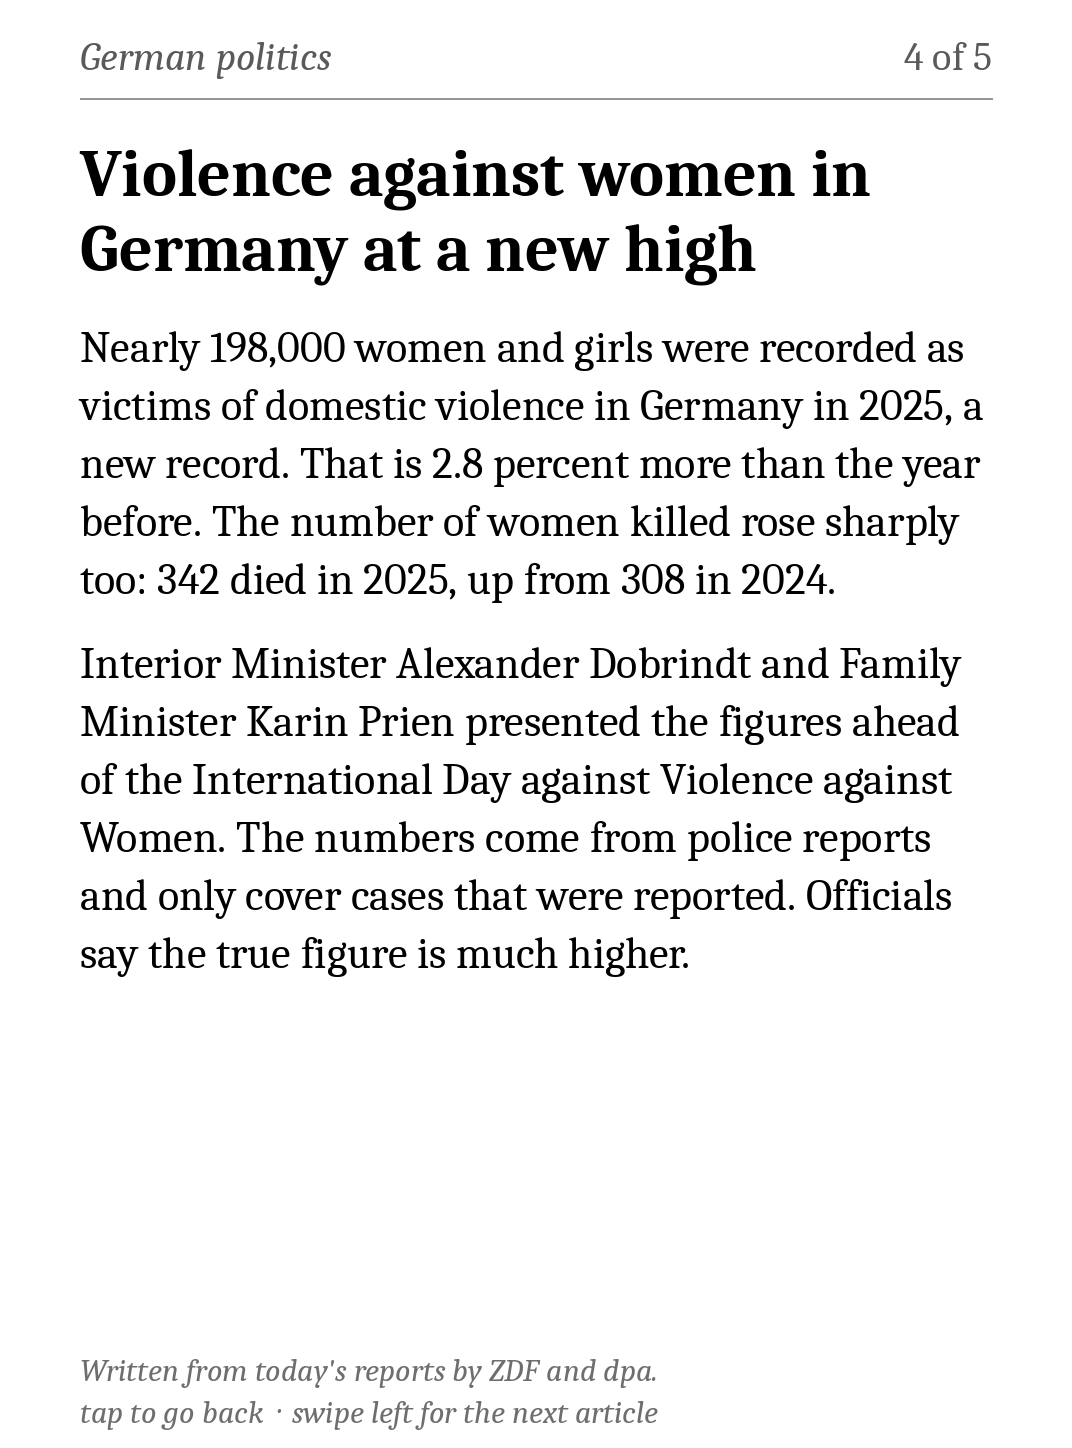 German politics
4 of 5
Violence against women in
Germany at a new high
Nearly 198,000 women and girls were recorded as
victims of domestic violence in Germany in 2025, a
new record. That is 2.8 percent more than the year
before. The number of women killed rose sharply
too: 342 died in 2025, up from 308 in 2024.
Interior Minister Alexander Dobrindt and Family
Minister Karin Prien presented the figures ahead
of the International Day against Violence against
Women. The numbers come from police reports
and only cover cases that were reported. Officials
say the true figure is much higher.
Written from today's reports by ZDF and dpa.
tap to go back · swipe left for the next article